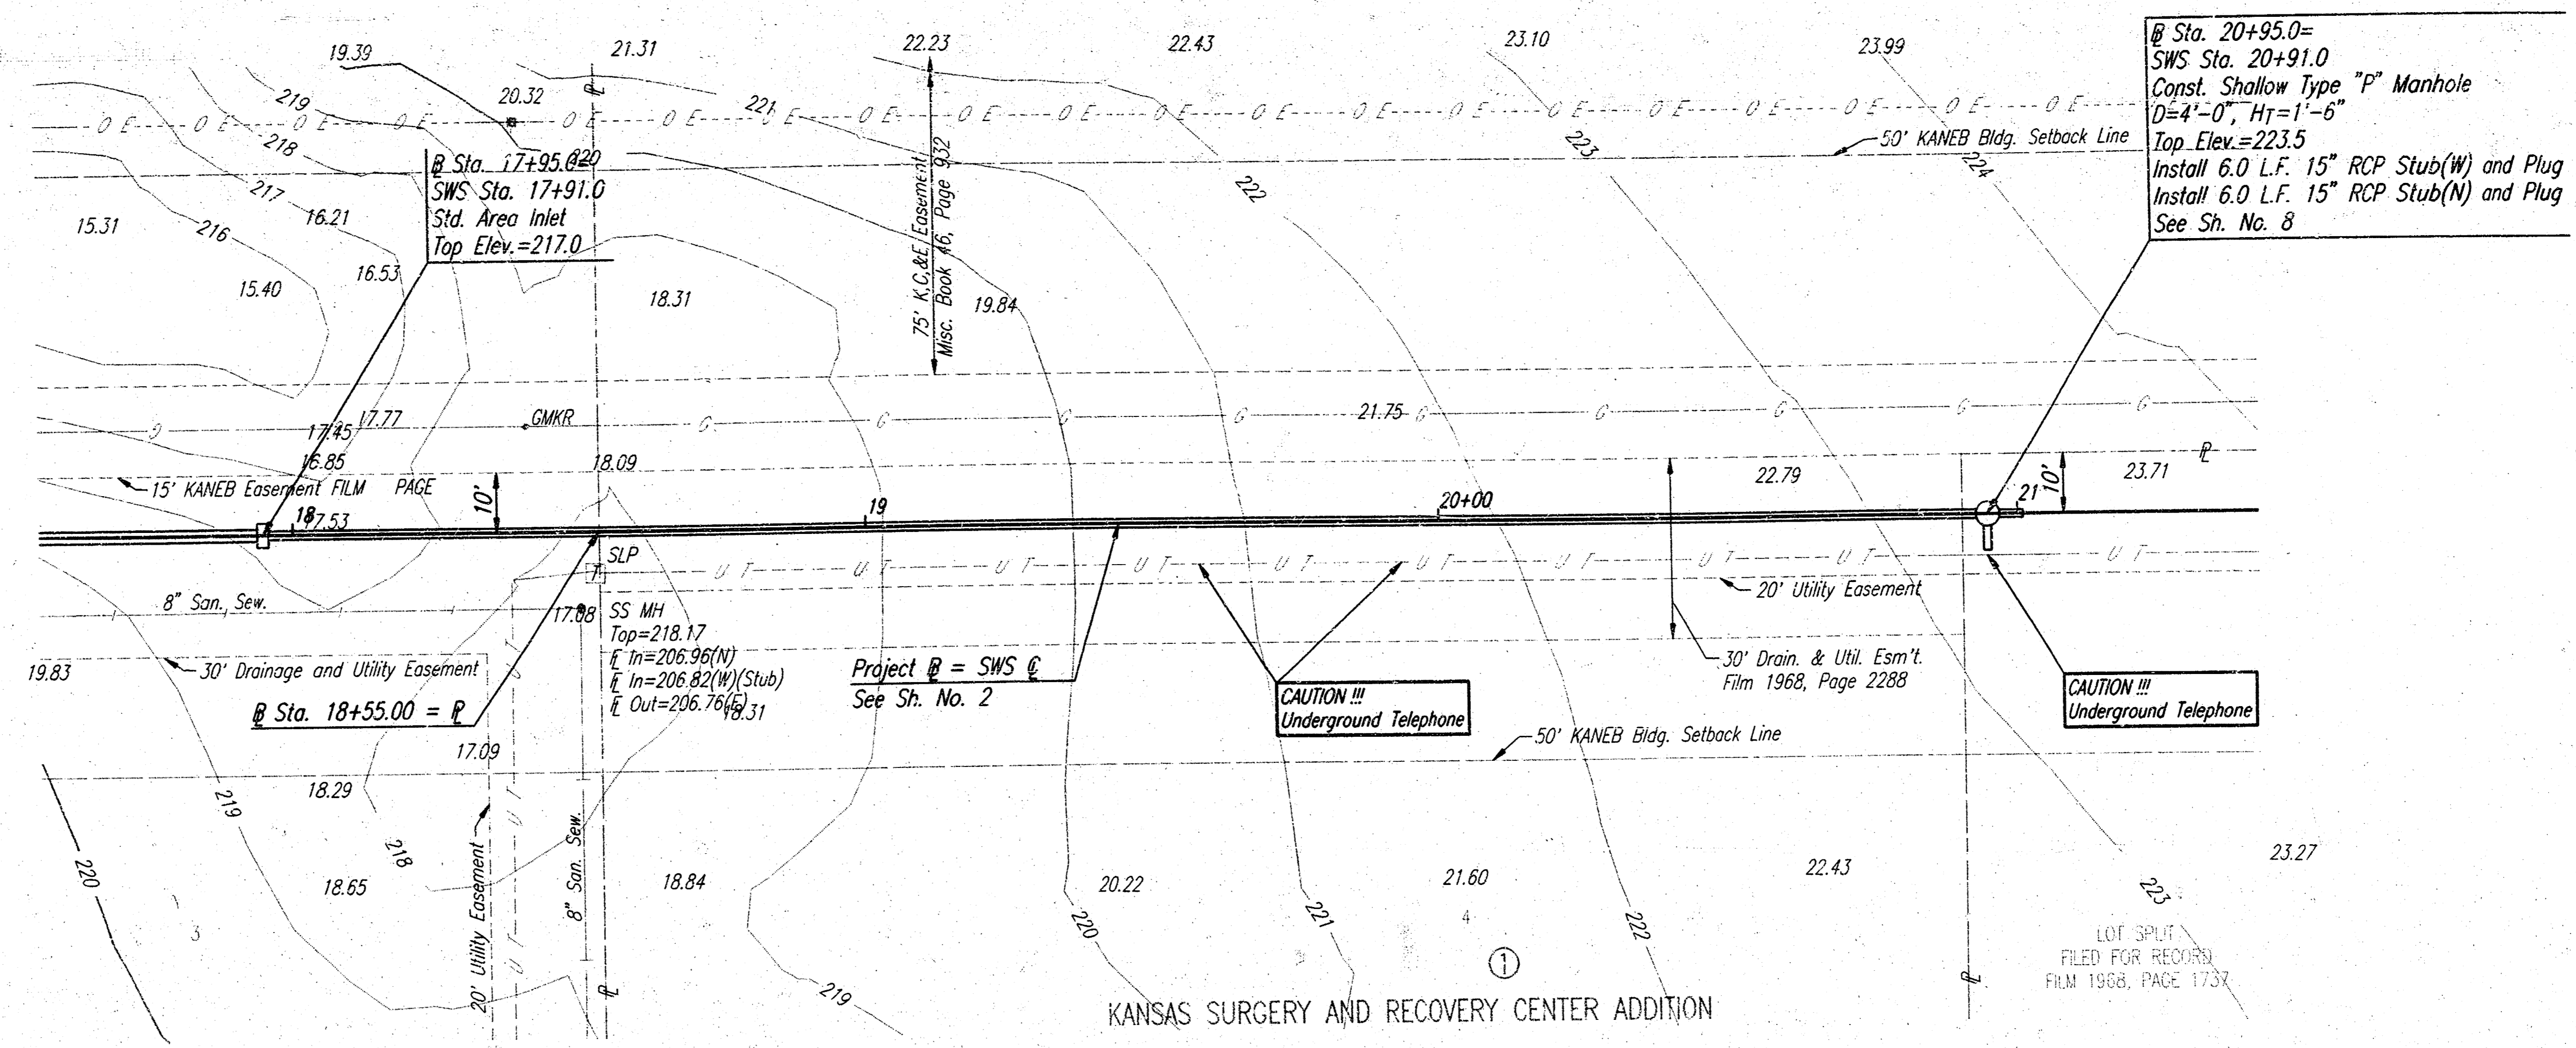 19.39
21.31
22.23
22.43
23.10
23.99
20.32
219
218
217
216
221
220
222
223
224
O E O E O E O E O E O E O E O E O E O E O E O E O E O E O E O E O E O E O E O E
℄ Sta. 20+95.0=
SWS Sta. 20+91.0
Const. Shallow Type "P" Manhole
D=4'-0", HT=1'-6"
Top Elev.=223.5
Install 6.0 L.F. 15" RCP Stub(W) and Plug
Install 6.0 L.F. 15" RCP Stub(N) and Plug
See Sh. No. 8
50' KANEB Bldg. Setback Line
B Sta. 17+95.0=
SWS Sta. 17+91.0
Std. Area Inlet
Top Elev.=217.0
75' K,C,&E Easement
Misc. Book 46, Page 932
15.31
16.21
16.53
15.40
18.31
19.84
17.77
17.45
16.85
GMKR
G G G G G G G G G
21.75
18.09
15' KANEB Easement FILM PAGE
10'
22.79
23.71
10'
18
17.53
19
20+00
21
SLP
T
U T U T U T U T U T U T U T U T U T U T
8" San. Sew.
17.08
SS MH
Top=218.17
FL In=206.96(N)
FL In=206.82(W)(Stub)
FL Out=206.76(E)
18.31
20' Utility Easement
19.83
30' Drainage and Utility Easement
B Sta. 18+55.00 = PL
Project B = SWS CL
See Sh. No. 2
CAUTION !!!
Underground Telephone
30' Drain. & Util. Esm't.
Film 1968, Page 2288
CAUTION !!!
Underground Telephone
50' KANEB Bldg. Setback Line
17.09
18.29
219
218
220
18.65
18.84
20' Utility Easement
U T U T
8" San. Sew.
20.22
21.60
22.43
23.27
220
221
222
223
219
3
4
1
LOT SPLIT
FILED FOR RECORD
FILM 1968, PAGE 1737
KANSAS SURGERY AND RECOVERY CENTER ADDITION